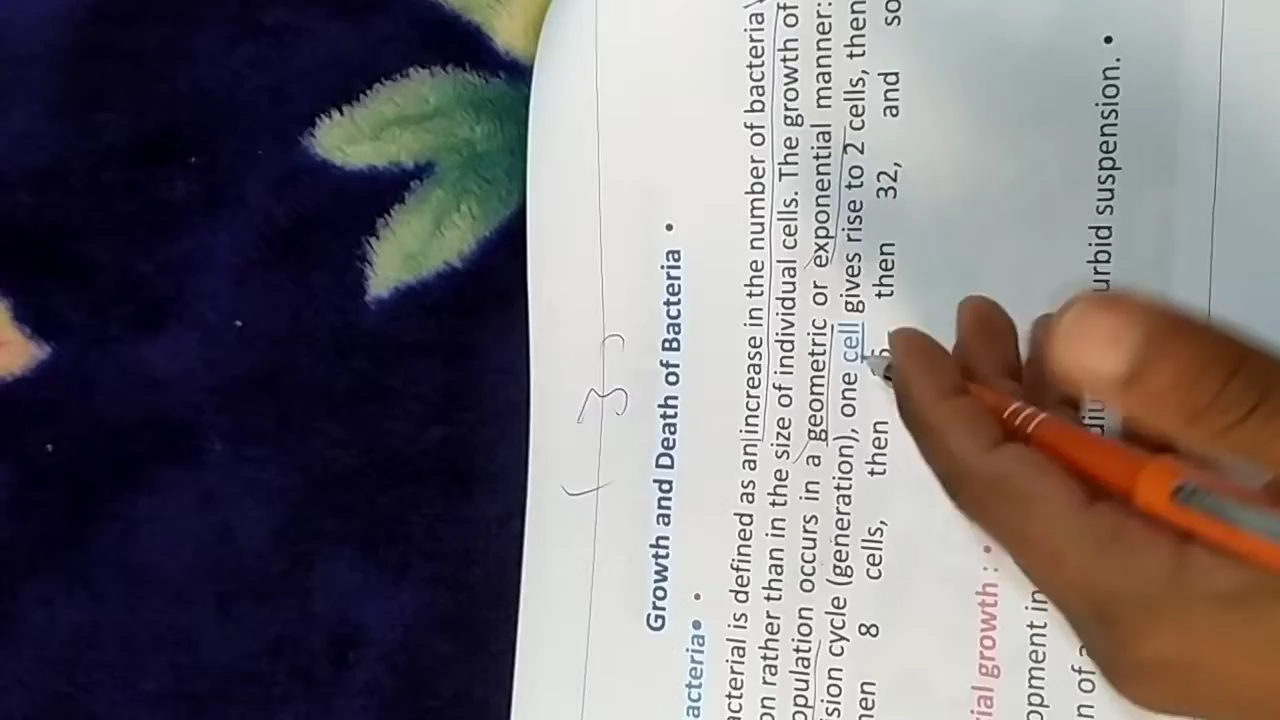 3
Growth and Death of Bacteria •
acteria• •
acterial is defined as an increase in the number of bacteria
on rather than in the size of individual cells. The growth of
opulation occurs in a geometric or exponential manner:
sion cycle (generation), one cell gives rise to 2 cells, then
hen 8 cells, then then 32, and so
ial growth : •
opment in urbid suspension. •
n of